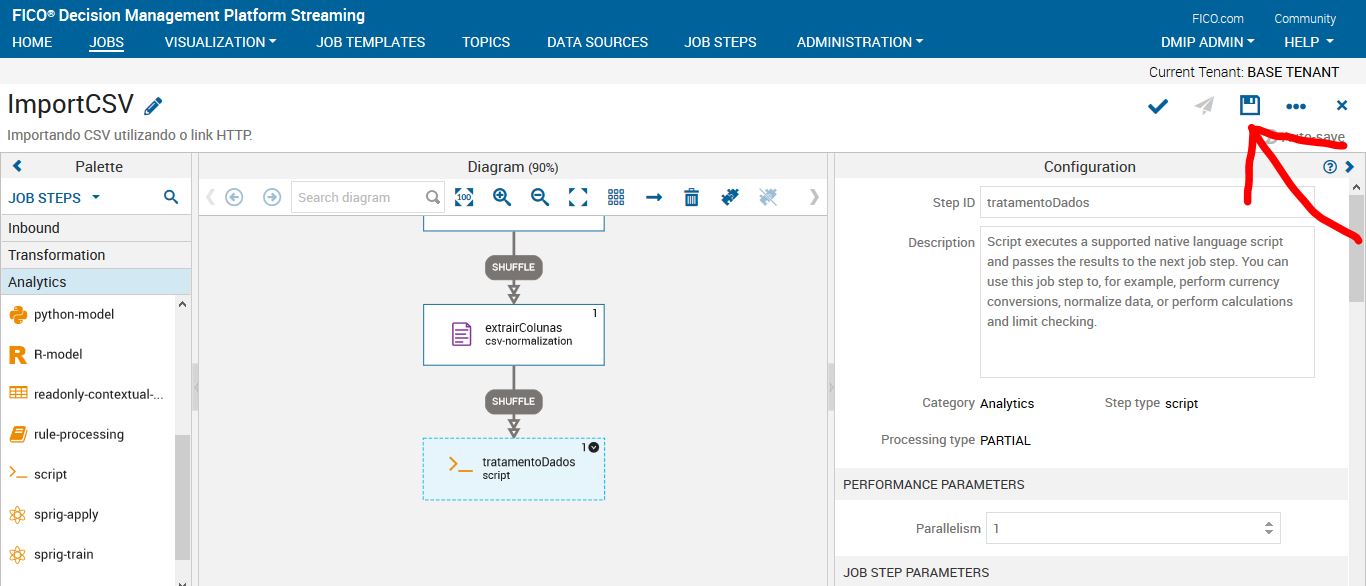 FICO® Decision Management Platform Streaming
FICO.com Community
HOME JOBS VISUALIZATION JOB TEMPLATES TOPICS DATA SOURCES JOB STEPS ADMINISTRATION DMIP ADMIN HELP
Current Tenant: BASE TENANT
ImportCSV
Importando CSV utilizando o link HTTP.
Auto-save
Palette
JOB STEPS
Inbound
Transformation
Analytics
python-model
R-model
readonly-contextual-...
rule-processing
script
sprig-apply
sprig-train
Diagram (90%)
Search diagram
100
SHUFFLE
1
extrairColunas
csv-normalization
SHUFFLE
1
tratamentoDados
script
Configuration
Step ID tratamentoDados
Description Script executes a supported native language script
and passes the results to the next job step. You can
use this job step to, for example, perform currency
conversions, normalize data, or perform calculations
and limit checking.
Category Analytics Step type script
Processing type PARTIAL
PERFORMANCE PARAMETERS
Parallelism 1
JOB STEP PARAMETERS